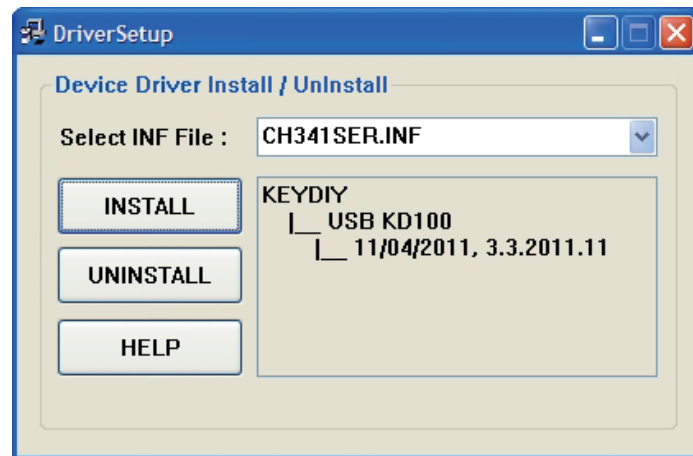 DriverSetup
Device Driver Install / UnInstall
Select INF File : CH341SER.INF
INSTALL
UNINSTALL
HELP
KEYDIY
|__ USB KD100
|__ 11/04/2011, 3.3.2011.11